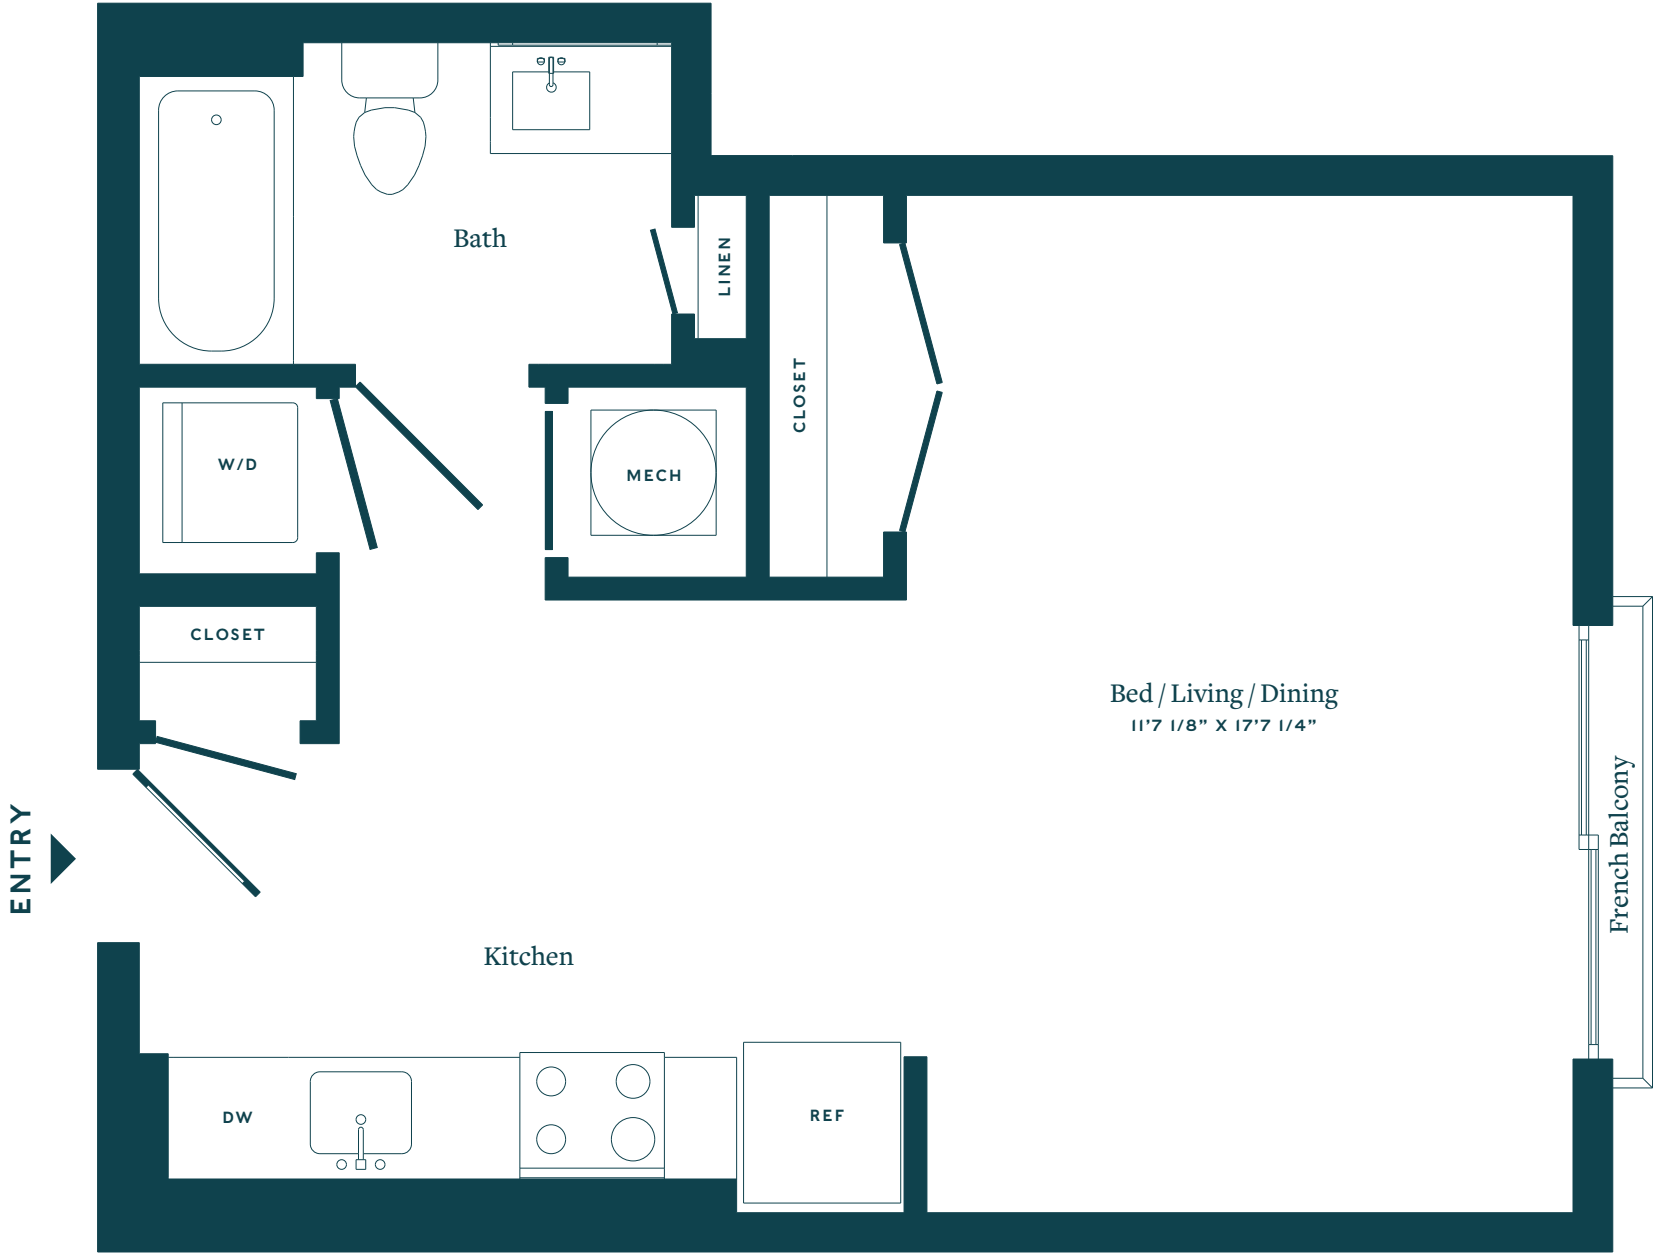 Bath
LINEN
CLOSET
W/D
MECH
CLOSET
Bed / Living / Dining
11'7 1/8" X 17'7 1/4"
French Balcony
ENTRY
Kitchen
DW
REF